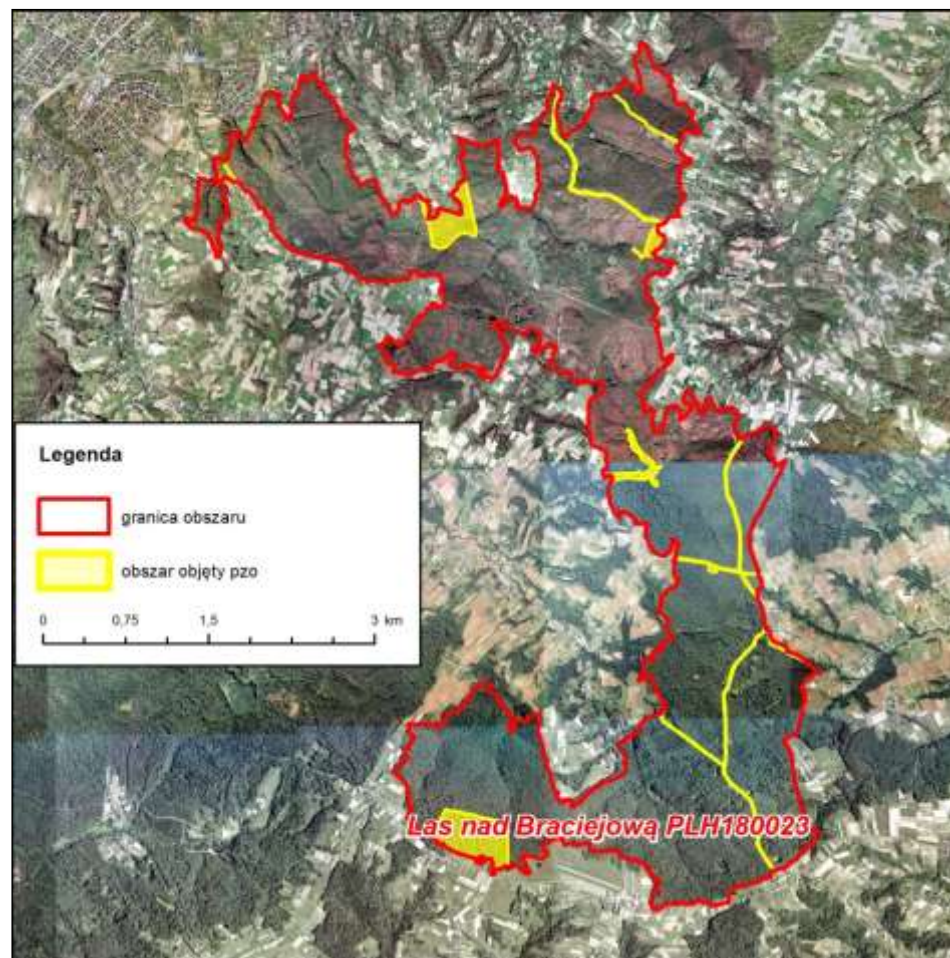 Legenda
granica obszaru
obszar objęty pzo
0 0,75 1,5 3 km
Las nad Braciejową PLH180023